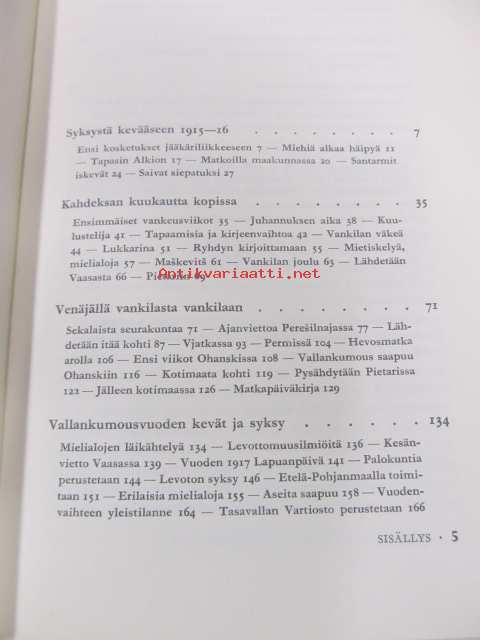 Syksystä kevääseen 1915—16 . . . . . . . . 7
Ensi kosketukset jääkäriliikkeeseen 7 — Miehiä alkaa häipyä 11
— Tapasin Alkion 17 — Matkoilla maakunnassa 20 — Santarmit
iskevät 24 — Saivat siepatuksi 27
Kahdeksan kuukautta kopissa . . . . . . . 35
Ensimmäiset vankeusviikot 35 — Juhannuksen aika 38 — Kuu-
lustelija 41 — Tapaamisia ja kirjeenvaihtoa 42 — Vankilan väkeä
44 — Lukkarina 51 — Ryhdyn kirjoittamaan 55 — Mietiskelyä,
mielialoja 57 — Maškevitš 61 — Vankilan joulu 63 — Lähdetään
Vaasasta 66 — Pietariin 69
Antikvariaatti.net
Venäjällä vankilasta vankilaan . . . . . . . 71
Sekalaista seurakuntaa 71 — Ajanviettoa Perešilnajassa 77 — Läh-
detään itää kohti 87 — Vjatkassa 93 — Permissä 104 — Hevosmatka
arolla 106 — Ensi viikot Ohanskissa 108 — Vallankumous saapuu
Ohanskiin 116 — Kotimaata kohti 119 — Pysähdytään Pietarissa
122 — Jälleen kotimaassa 126 — Matkapäiväkirja 129
Vallankumousvuoden kevät ja syksy . . . . . 134
Mielialojen läikähtelyä 134 — Levottomuusilmiöitä 136 — Kesän-
vietto Vaasassa 139 — Vuoden 1917 Lapuanpäivä 141 — Palokuntia
perustetaan 144 — Levoton syksy 146 — Etelä-Pohjanmaalla toimi-
taan 151 — Erilaisia mielialoja 155 — Aseita saapuu 158 — Vuoden-
vaihteen yleistilanne 164 — Tasavallan Vartiosto perustetaan 166
SISÄLLYS · 5